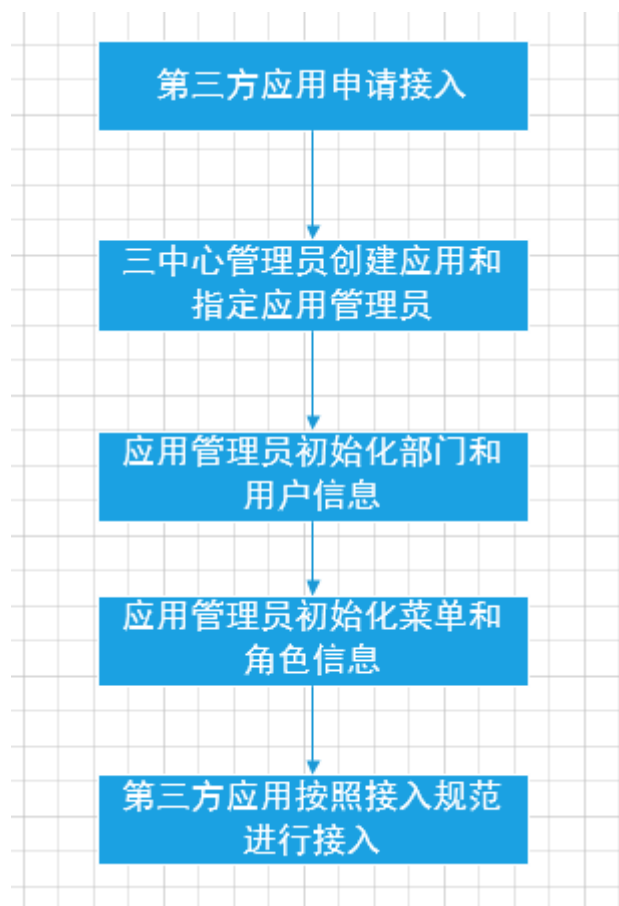 第三方应用申请接入
三中心管理员创建应用和
指定应用管理员
应用管理员初始化部门和
用户信息
应用管理员初始化菜单和
角色信息
第三方应用按照接入规范
进行接入